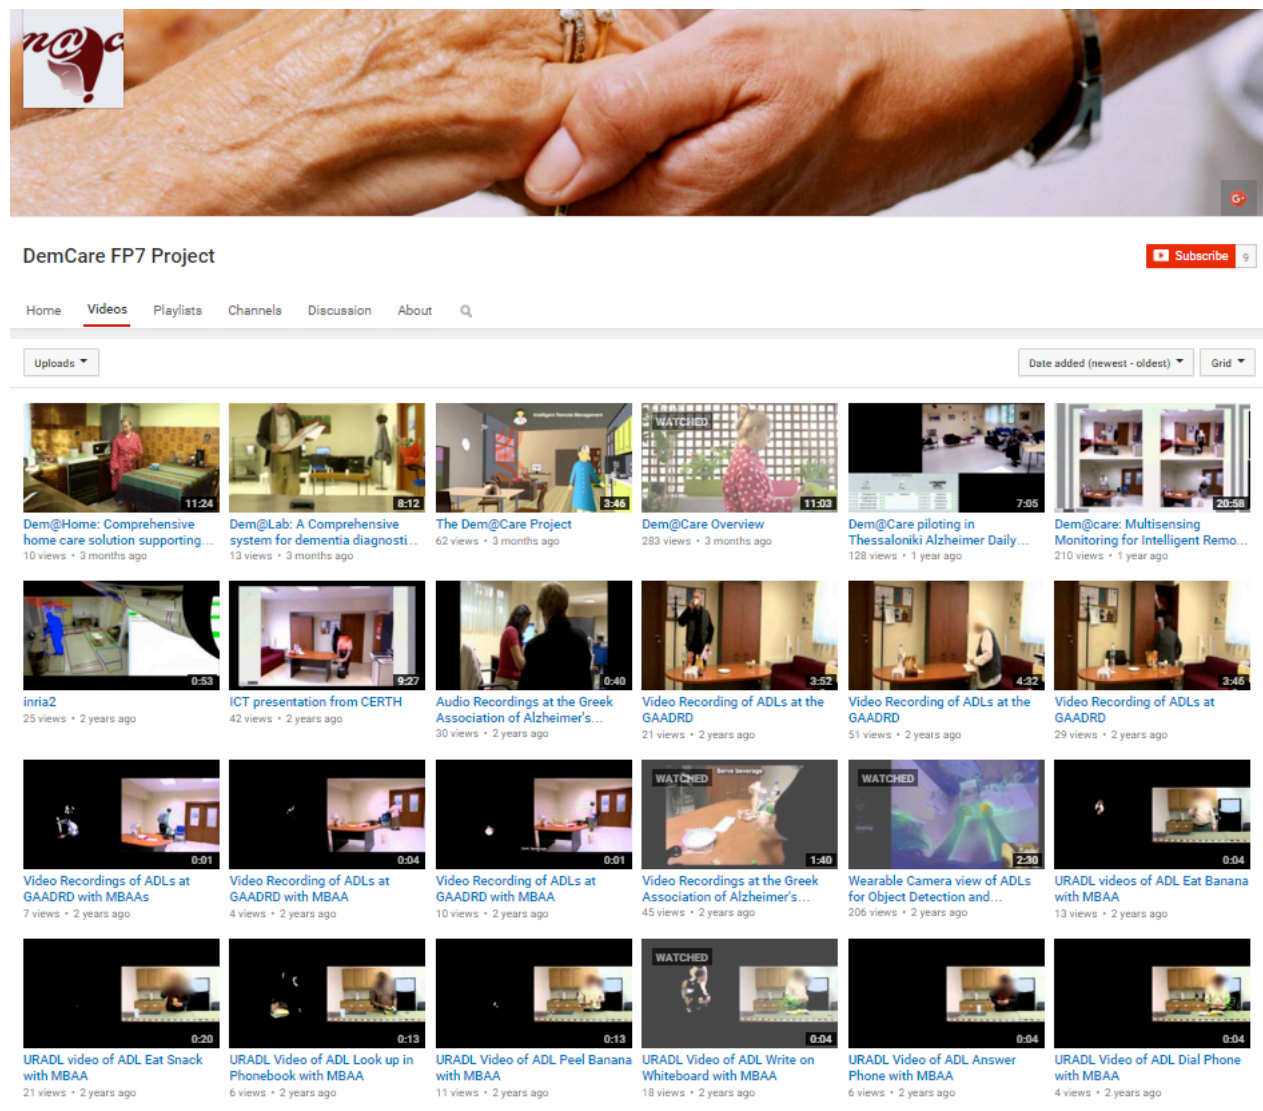 m@c
G+
DemCare FP7 Project
Subscribe 9
Home Videos Playlists Channels Discussion About
Uploads
Date added (newest - oldest) Grid
11:24
8:12
Intelligent Remote Management
3:46
WATCHED
11:03
7:05
20:58
Dem@Home: Comprehensive
home care solution supporting...
10 views • 3 months ago
Dem@Lab: A Comprehensive
system for dementia diagnosti...
13 views • 3 months ago
The Dem@Care Project
62 views • 3 months ago
Dem@Care Overview
283 views • 3 months ago
Dem@Care piloting in
Thessaloniki Alzheimer Daily...
128 views • 1 year ago
Dem@care: Multisensing
Monitoring for Intelligent Remo...
210 views • 1 year ago
0:53
9:27
0:40
3:52
4:32
3:46
inria2
25 views • 2 years ago
ICT presentation from CERTH
42 views • 2 years ago
Audio Recordings at the Greek
Association of Alzheimer's...
30 views • 2 years ago
Video Recording of ADLs at the
GAADRD
21 views • 2 years ago
Video Recording of ADLs at the
GAADRD
51 views • 2 years ago
Video Recording of ADLs at
GAADRD
29 views • 2 years ago
0:01
0:04
0:01
WATCHED
Serve beverage
1:40
WATCHED
2:30
0:04
Video Recordings of ADLs at
GAADRD with MBAAs
7 views • 2 years ago
Video Recording of ADLs at
GAADRD with MBAA
4 views • 2 years ago
Video Recording of ADLs at
GAADRD with MBAA
10 views • 2 years ago
Video Recordings at the Greek
Association of Alzheimer's...
45 views • 2 years ago
Wearable Camera view of ADLs
for Object Detection and...
206 views • 2 years ago
URADL videos of ADL Eat Banana
with MBAA
13 views • 2 years ago
0:20
0:13
0:13
WATCHED
0:04
0:04
0:04
URADL video of ADL Eat Snack
with MBAA
21 views • 2 years ago
URADL Video of ADL Look up in
Phonebook with MBAA
6 views • 2 years ago
URADL Video of ADL Peel Banana
with MBAA
11 views • 2 years ago
URADL Video of ADL Write on
Whiteboard with MBAA
18 views • 2 years ago
URADL Video of ADL Answer
Phone with MBAA
6 views • 2 years ago
URADL Video of ADL Dial Phone
with MBAA
4 views • 2 years ago